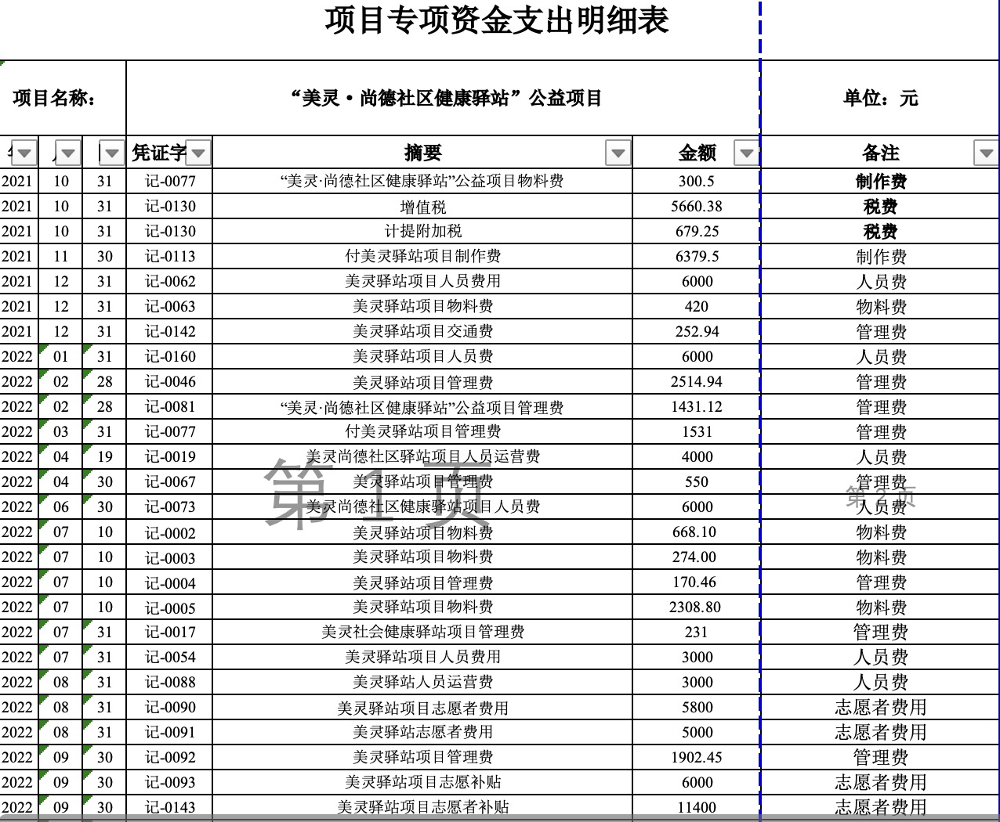 项目专项资金支出明细表
项目名称： “美灵·尚德社区健康驿站”公益项目 单位：元
凭证字 摘要 金额 备注
2021 10 31 记-0077 “美灵·尚德社区健康驿站”公益项目物料费 300.5 制作费
2021 10 31 记-0130 增值税 5660.38 税费
2021 10 31 记-0130 计提附加税 679.25 税费
2021 11 30 记-0113 付美灵驿站项目制作费 6379.5 制作费
2021 12 31 记-0062 美灵驿站项目人员费用 6000 人员费
2021 12 31 记-0063 美灵驿站项目物料费 420 物料费
2021 12 31 记-0142 美灵驿站项目交通费 252.94 管理费
2022 01 31 记-0160 美灵驿站项目人员费 6000 人员费
2022 02 28 记-0046 美灵驿站项目管理费 2514.94 管理费
2022 02 28 记-0081 “美灵·尚德社区健康驿站”公益项目管理费 1431.12 管理费
2022 03 31 记-0077 付美灵驿站项目管理费 1531 管理费
2022 04 19 记-0019 美灵尚德社区驿站项目人员运营费 4000 人员费
2022 04 30 记-0067 美灵驿站项目管理费 550 管理费
第 1 页 第 2 页
2022 06 30 记-0073 美灵尚德社区健康驿站项目人员费 6000 人员费
2022 07 10 记-0002 美灵驿站项目物料费 668.10 物料费
2022 07 10 记-0003 美灵驿站项目物料费 274.00 物料费
2022 07 10 记-0004 美灵驿站项目管理费 170.46 管理费
2022 07 10 记-0005 美灵驿站项目物料费 2308.80 物料费
2022 07 31 记-0017 美灵社会健康驿站项目管理费 231 管理费
2022 07 31 记-0054 美灵驿站项目人员费用 3000 人员费
2022 08 31 记-0088 美灵驿站人员运营费 3000 人员费
2022 08 31 记-0090 美灵驿站项目志愿者费用 5800 志愿者费用
2022 08 31 记-0091 美灵驿站志愿者费用 5000 志愿者费用
2022 09 30 记-0092 美灵驿站项目管理费 1902.45 管理费
2022 09 30 记-0093 美灵驿站项目志愿补贴 6000 志愿者费用
2022 09 30 记-0143 美灵驿站项目志愿者补贴 11400 志愿者费用